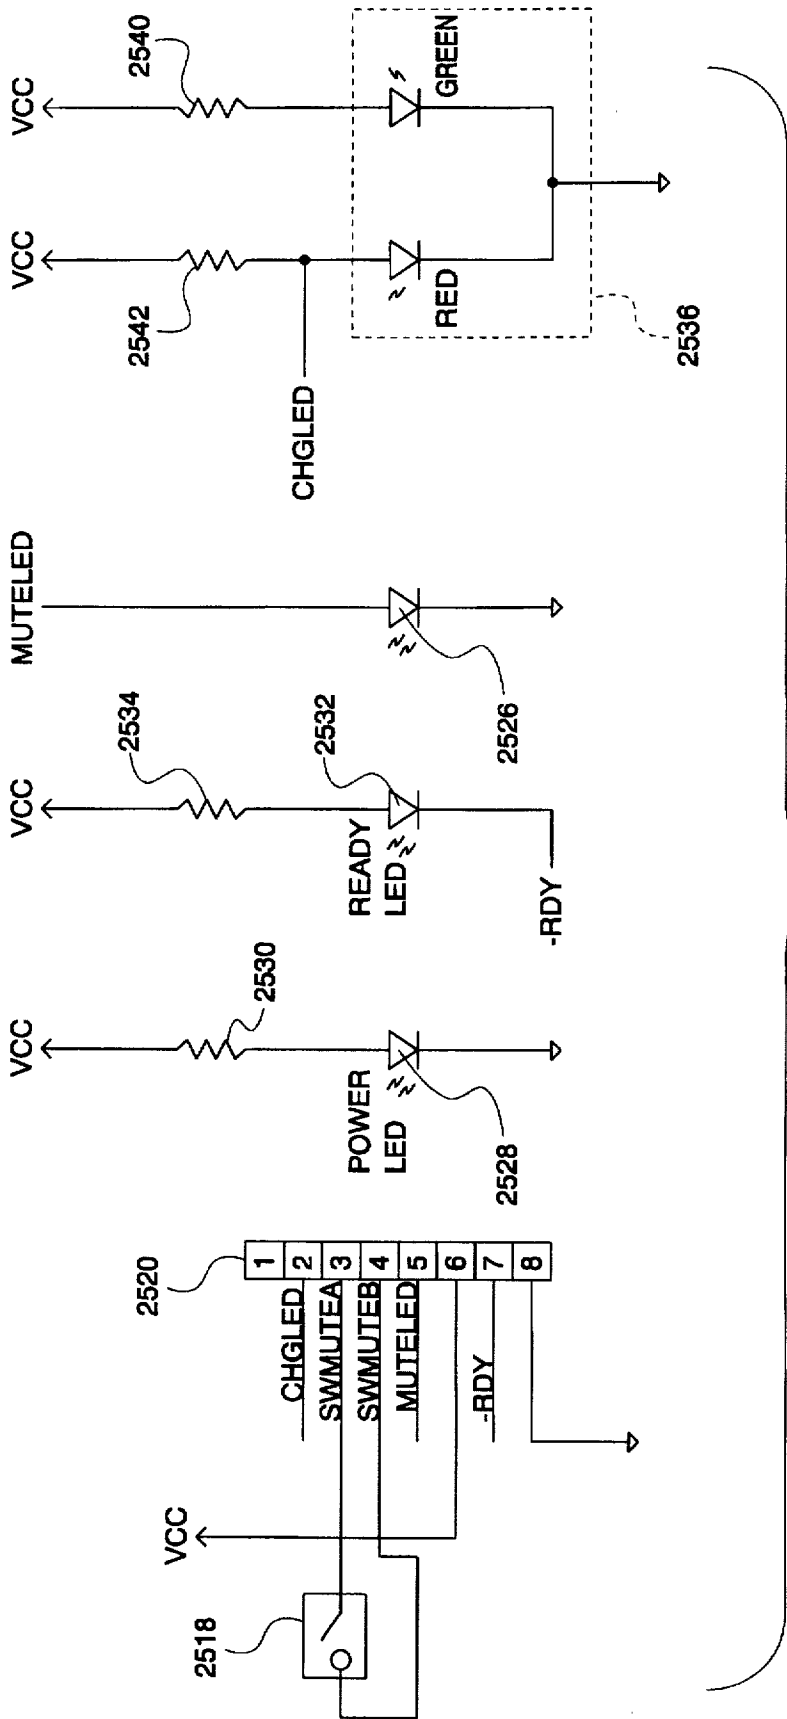 2518
VCC
2520
1
2
3
4
5
6
7
8
CHGLED
SWMUTEA
SWMUTEB
MUTELED
-RDY
VCC
2530
POWER
LED
2528
VCC
2534
READY
LED
2532
-RDY
MUTELED
2526
VCC
2542
CHGLED
RED
VCC
2540
GREEN
2536